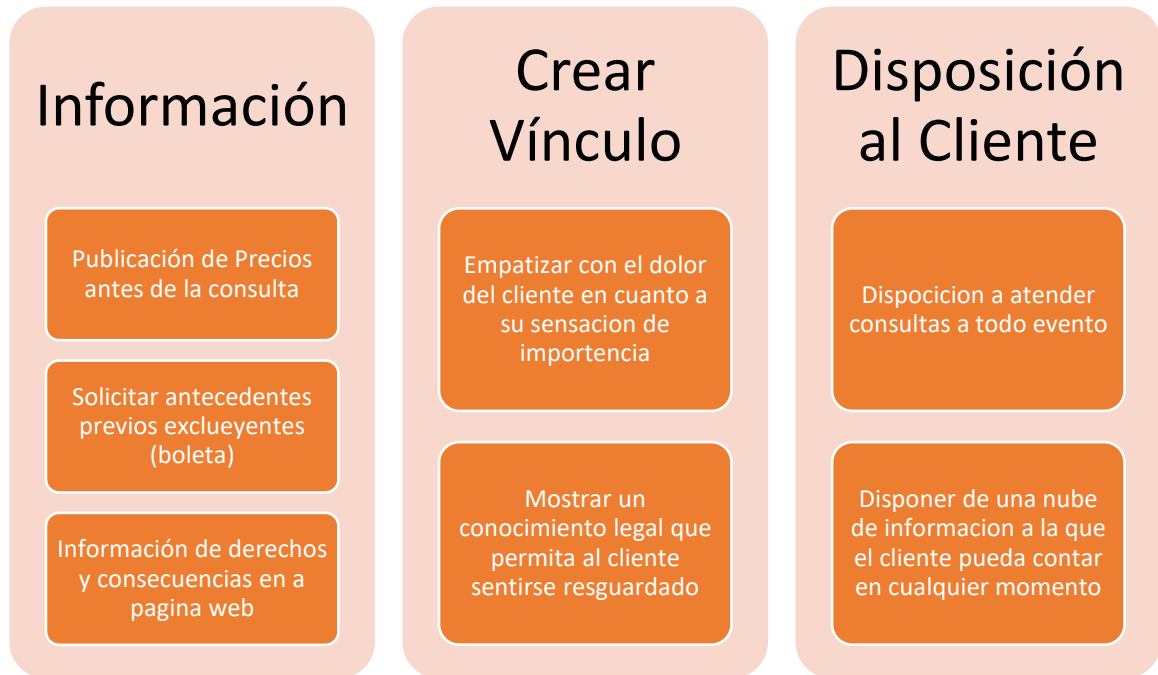 Información
Publicación de Precios
antes de la consulta
Solicitar antecedentes
previos exclueyentes
(boleta)
Información de derechos
y consecuencias en a
pagina web
Crear
Vínculo
Empatizar con el dolor
del cliente en cuanto a
su sensacion de
importencia
Mostrar un
conocimiento legal que
permita al cliente
sentirse resguardado
Disposición
al Cliente
Dispocicion a atender
consultas a todo evento
Disponer de una nube
de informacion a la que
el cliente pueda contar
en cualquier momento